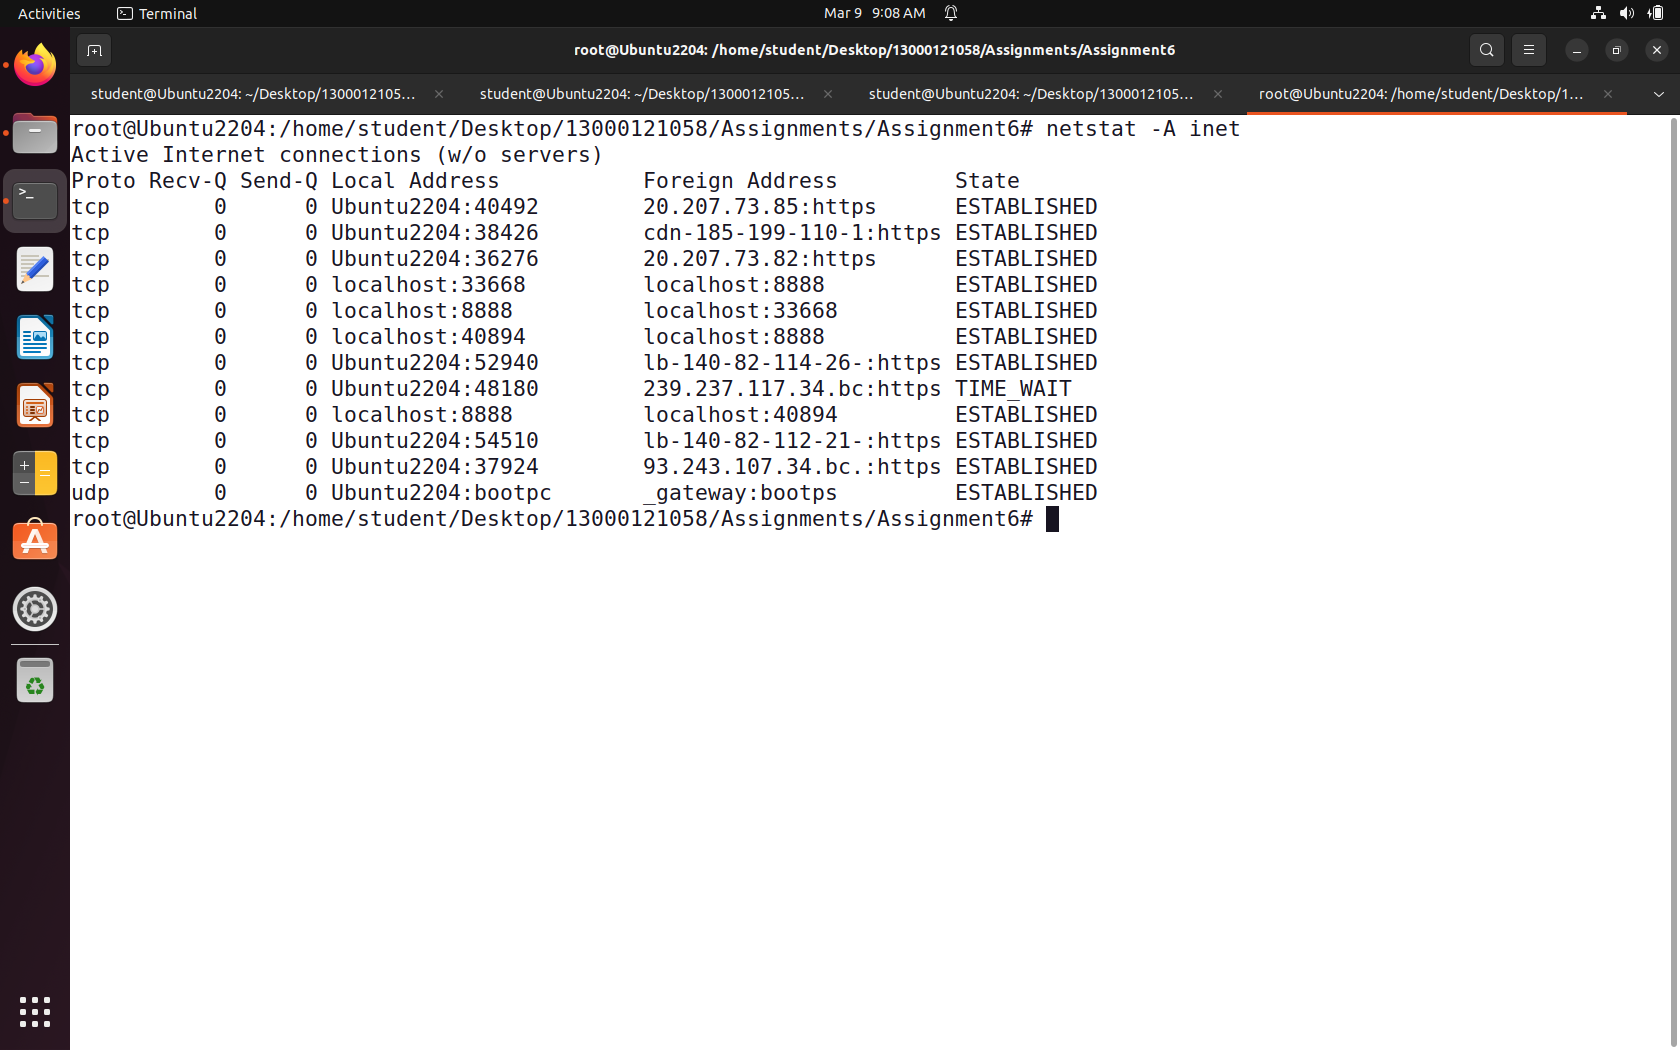 Activities Terminal Mar 9 9:08 AM
root@Ubuntu2204: /home/student/Desktop/13000121058/Assignments/Assignment6
student@Ubuntu2204: ~/Desktop/1300012105... student@Ubuntu2204: ~/Desktop/1300012105... student@Ubuntu2204: ~/Desktop/1300012105... root@Ubuntu2204: /home/student/Desktop/1...
root@Ubuntu2204:/home/student/Desktop/13000121058/Assignments/Assignment6# netstat -A inet
Active Internet connections (w/o servers)
Proto Recv-Q Send-Q Local Address           Foreign Address         State
tcp        0      0 Ubuntu2204:40492        20.207.73.85:https      ESTABLISHED
tcp        0      0 Ubuntu2204:38426        cdn-185-199-110-1:https ESTABLISHED
tcp        0      0 Ubuntu2204:36276        20.207.73.82:https      ESTABLISHED
tcp        0      0 localhost:33668         localhost:8888          ESTABLISHED
tcp        0      0 localhost:8888          localhost:33668         ESTABLISHED
tcp        0      0 localhost:40894         localhost:8888          ESTABLISHED
tcp        0      0 Ubuntu2204:52940        lb-140-82-114-26-:https ESTABLISHED
tcp        0      0 Ubuntu2204:48180        239.237.117.34.bc:https TIME_WAIT
tcp        0      0 localhost:8888          localhost:40894         ESTABLISHED
tcp        0      0 Ubuntu2204:54510        lb-140-82-112-21-:https ESTABLISHED
tcp        0      0 Ubuntu2204:37924        93.243.107.34.bc.:https ESTABLISHED
udp        0      0 Ubuntu2204:bootpc       _gateway:bootps         ESTABLISHED
root@Ubuntu2204:/home/student/Desktop/13000121058/Assignments/Assignment6#